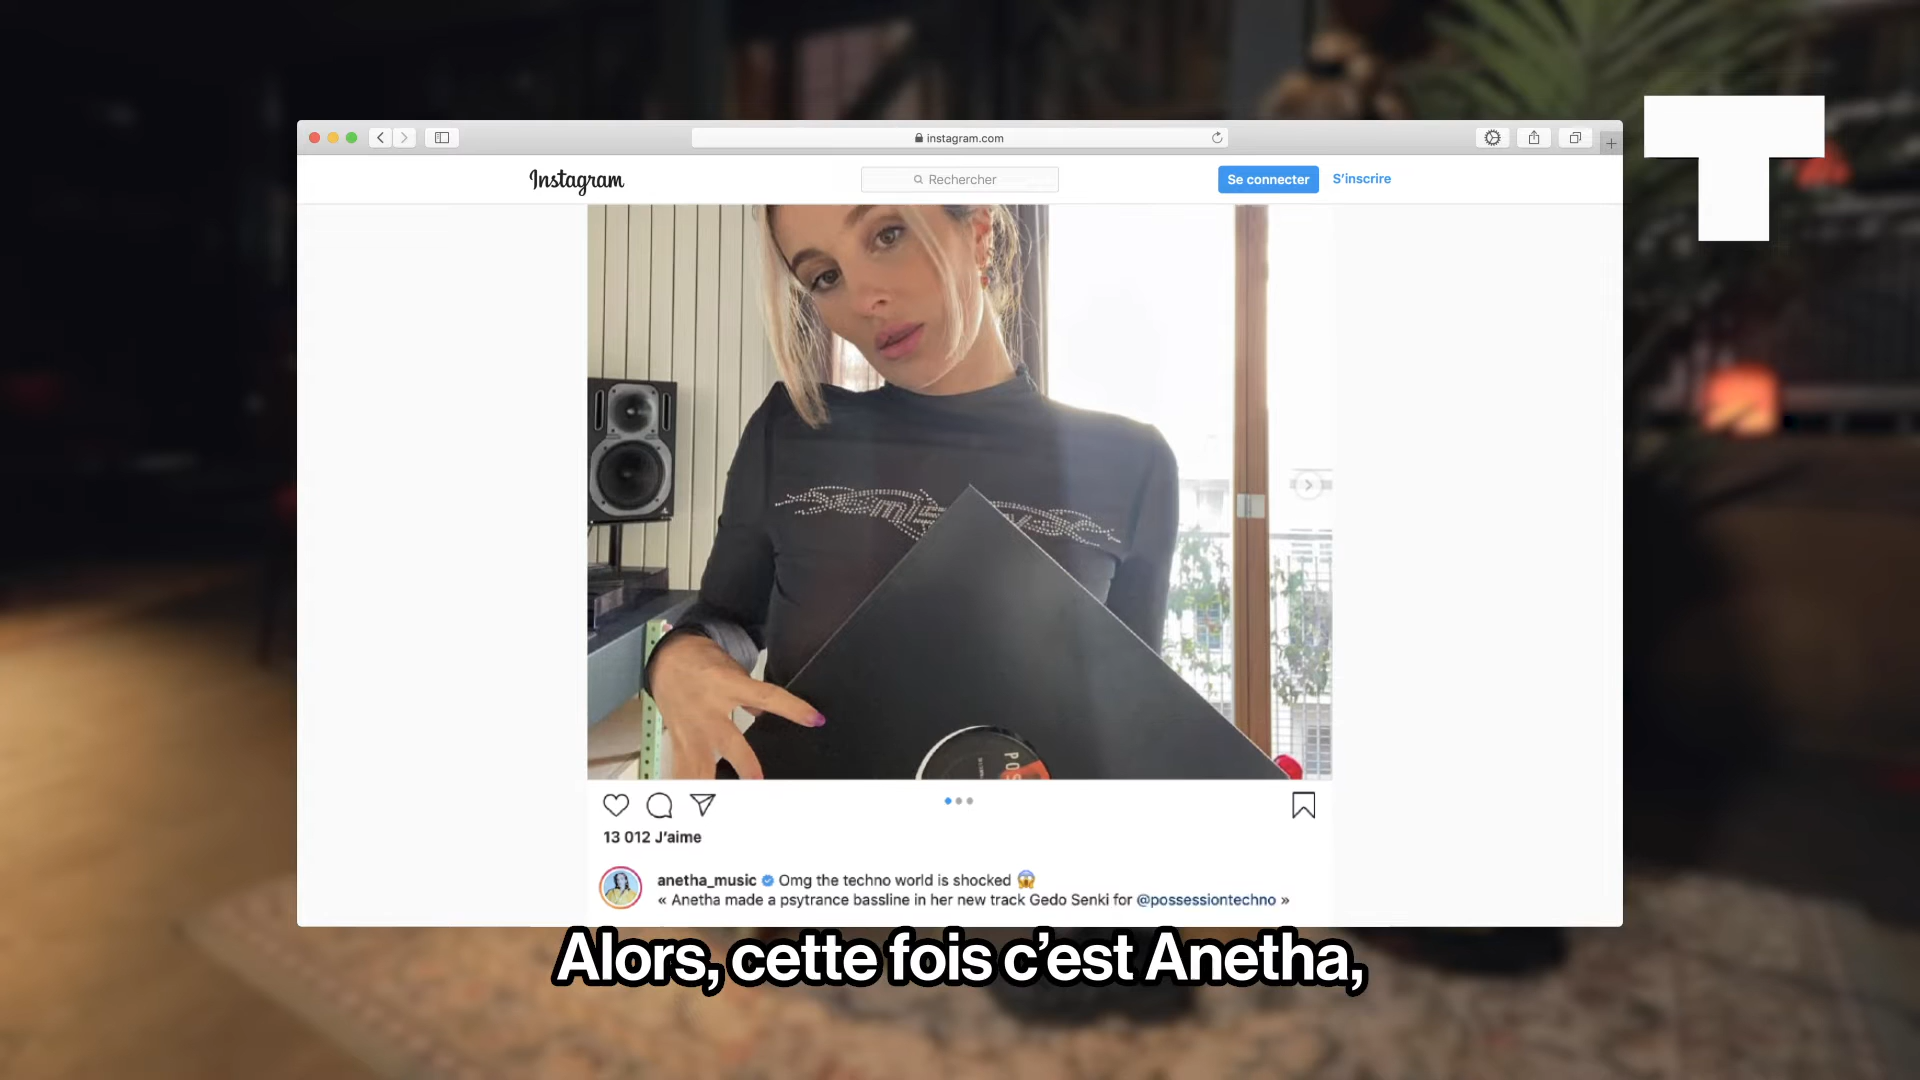 instagram.com
Instagram
Rechercher
Se connecter
S'inscrire
POS
13 012 J'aime
anetha_music Omg the techno world is shocked 😱
« Anetha made a psytrance bassline in her new track Gedo Senki for @possessiontechno »
Alors, cette fois c'est Anetha,